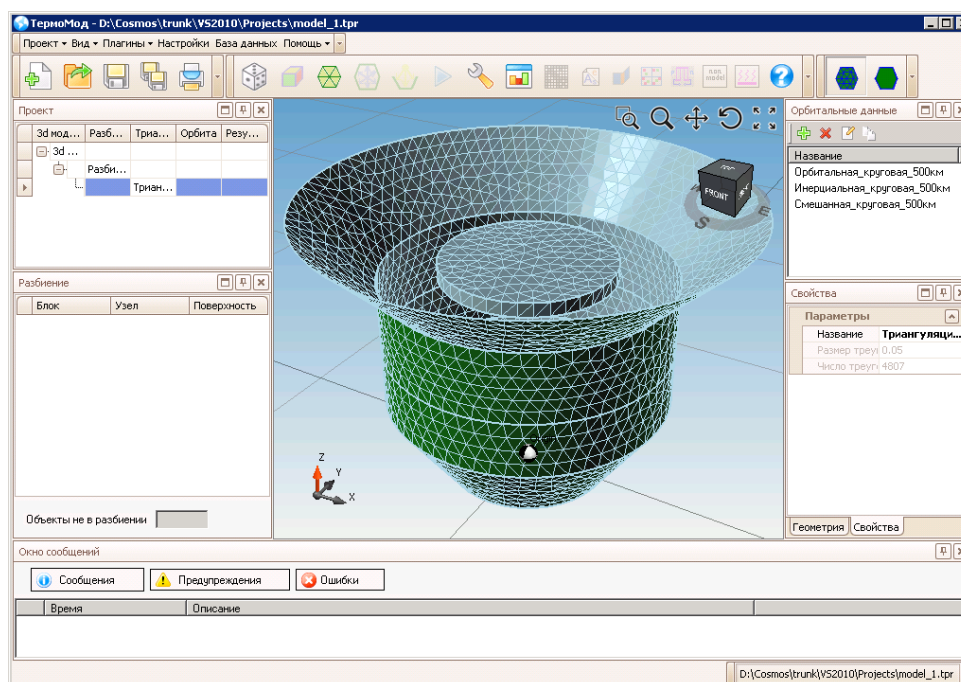 ТермоМод - D:\Cosmos\trunk\VS2010\Projects\model_1.tpr
Проект Вид Плагины Настройки База данных Помощь
Проект
3d мод... Разб... Триа... Орбита Резу...
3d ...
Разби...
Триан...
Разбиение
Блок Узел Поверхность
Объекты не в разбиении
FRONT
S
E
Z
Y
X
Орбитальные данные
Название
Орбитальная_круговая_500км
Инерциальная_круговая_500км
Смешанная_круговая_500км
Свойства
Параметры
Название Триангуляци...
Размер треуг 0.05
Число треуг 4807
Геометрия Свойства
Окно сообщений
Сообщения Предупреждения Ошибки
Время Описание
D:\Cosmos\trunk\VS2010\Projects\model_1.tpr